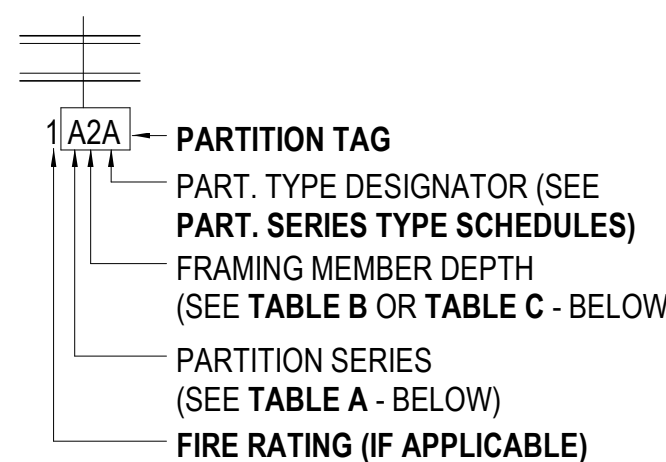 1 A2A PARTITION TAG
PART. TYPE DESIGNATOR (SEE
PART. SERIES TYPE SCHEDULES)
FRAMING MEMBER DEPTH
(SEE TABLE B OR TABLE C - BELOW
PARTITION SERIES
(SEE TABLE A - BELOW)
FIRE RATING (IF APPLICABLE)